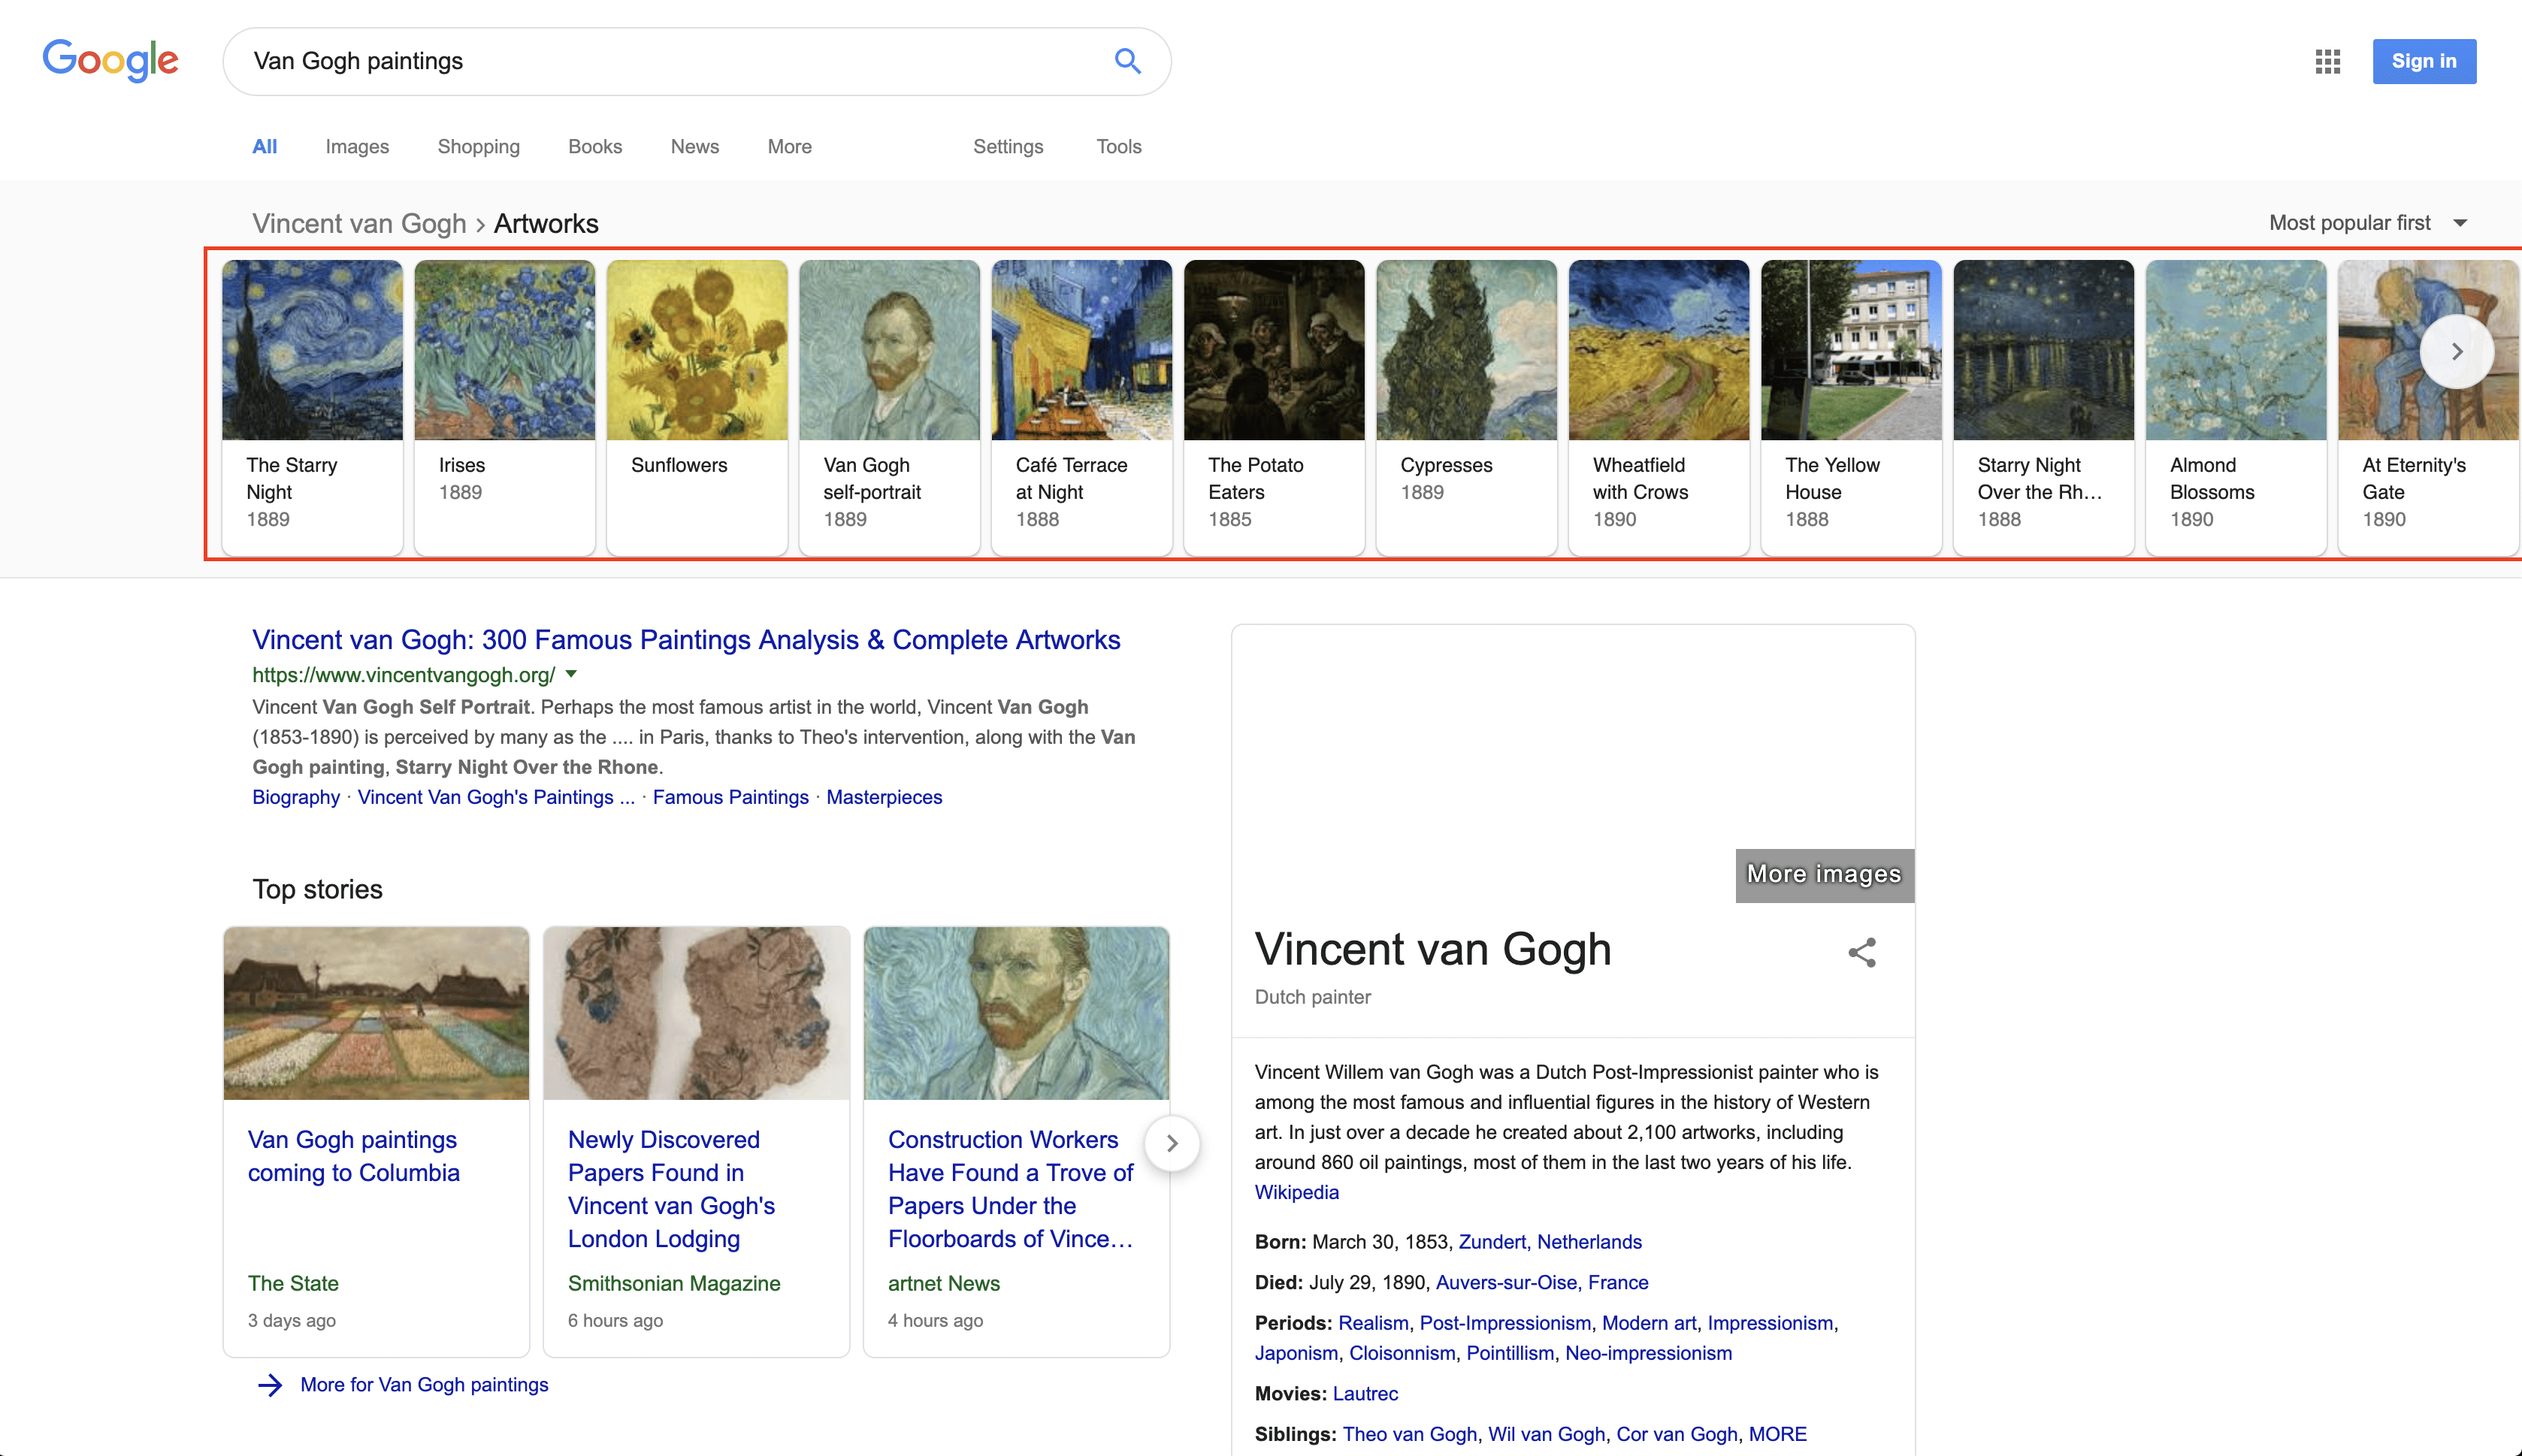 Google
Van Gogh paintings
Sign in
All Images Shopping Books News More Settings Tools
Vincent van Gogh > Artworks
Most popular first
The Starry
Night
1889
Irises
1889
Sunflowers
Van Gogh
self-portrait
1889
Café Terrace
at Night
1888
The Potato
Eaters
1885
Cypresses
1889
Wheatfield
with Crows
1890
The Yellow
House
1888
Starry Night
Over the Rh...
1888
Almond
Blossoms
1890
At Eternity's
Gate
1890
Vincent van Gogh: 300 Famous Paintings Analysis & Complete Artworks
https://www.vincentvangogh.org/
Vincent Van Gogh Self Portrait. Perhaps the most famous artist in the world, Vincent Van Gogh
(1853-1890) is perceived by many as the .... in Paris, thanks to Theo's intervention, along with the Van
Gogh painting, Starry Night Over the Rhone.
Biography · Vincent Van Gogh's Paintings ... · Famous Paintings · Masterpieces
Top stories
Van Gogh paintings
coming to Columbia
The State
3 days ago
Newly Discovered
Papers Found in
Vincent van Gogh's
London Lodging
Smithsonian Magazine
6 hours ago
Construction Workers
Have Found a Trove of
Papers Under the
Floorboards of Vince...
artnet News
4 hours ago
More for Van Gogh paintings
More images
Vincent van Gogh
Dutch painter
Vincent Willem van Gogh was a Dutch Post-Impressionist painter who is
among the most famous and influential figures in the history of Western
art. In just over a decade he created about 2,100 artworks, including
around 860 oil paintings, most of them in the last two years of his life.
Wikipedia
Born: March 30, 1853, Zundert, Netherlands
Died: July 29, 1890, Auvers-sur-Oise, France
Periods: Realism, Post-Impressionism, Modern art, Impressionism,
Japonism, Cloisonnism, Pointillism, Neo-impressionism
Movies: Lautrec
Siblings: Theo van Gogh, Wil van Gogh, Cor van Gogh, MORE